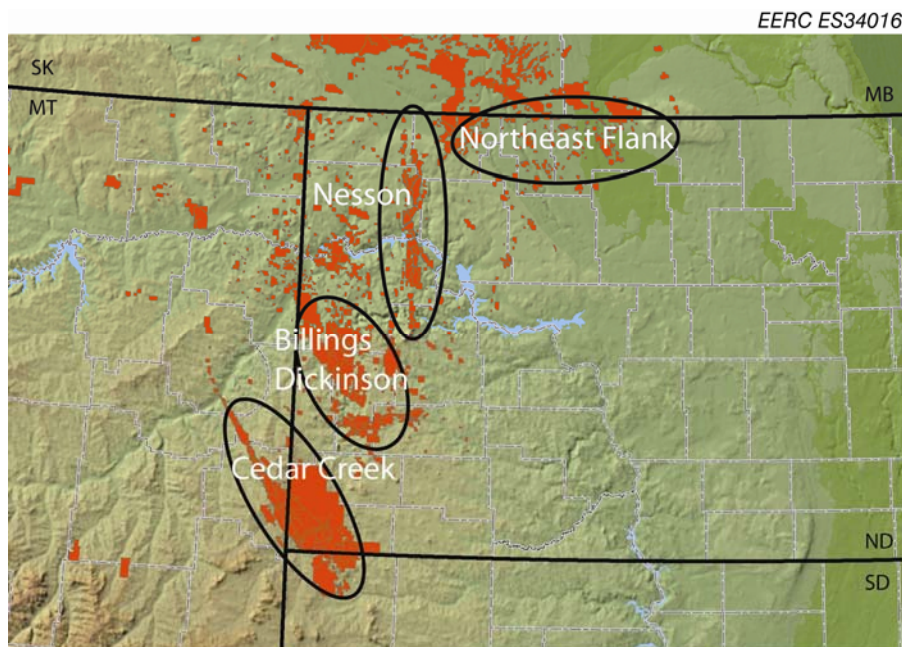 EERC ES34016
SK
MT
MB
Northeast Flank
Nesson
Billings
Dickinson
Cedar Creek
ND
SD